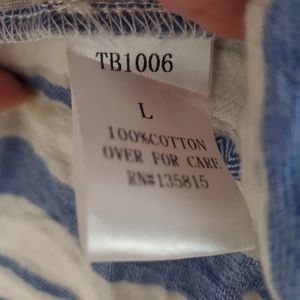 TB1006
L
100%COTTON
OVER FOR CARE
RN#135815